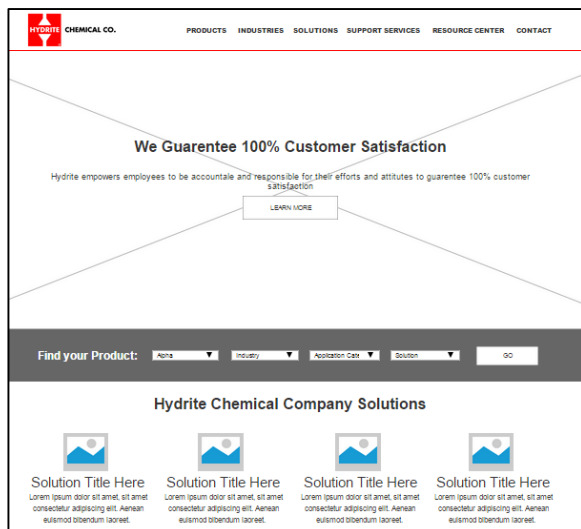 HYDRITE CHEMICAL CO. PRODUCTS INDUSTRIES SOLUTIONS SUPPORT SERVICES RESOURCE CENTER CONTACT
We Guarentee 100% Customer Satisfaction
Hydrite empowers employees to be accountale and responsible for their efforts and attitutes to guarentee 100% customer
satisfaction
LEARN MORE
Find your Product: Alpha Industry Application Cate Solution GO
Hydrite Chemical Company Solutions
Solution Title Here Solution Title Here Solution Title Here Solution Title Here
Lorem ipsum dolor sit amet, sit amet Lorem ipsum dolor sit amet, sit amet Lorem ipsum dolor sit amet, sit amet Lorem ipsum dolor sit amet, sit amet
consectetur adipiscing elit. Aenean consectetur adipiscing elit. Aenean consectetur adipiscing elit. Aenean consectetur adipiscing elit. Aenean
euismod bibendum laoreet. euismod bibendum laoreet. euismod bibendum laoreet. euismod bibendum laoreet.